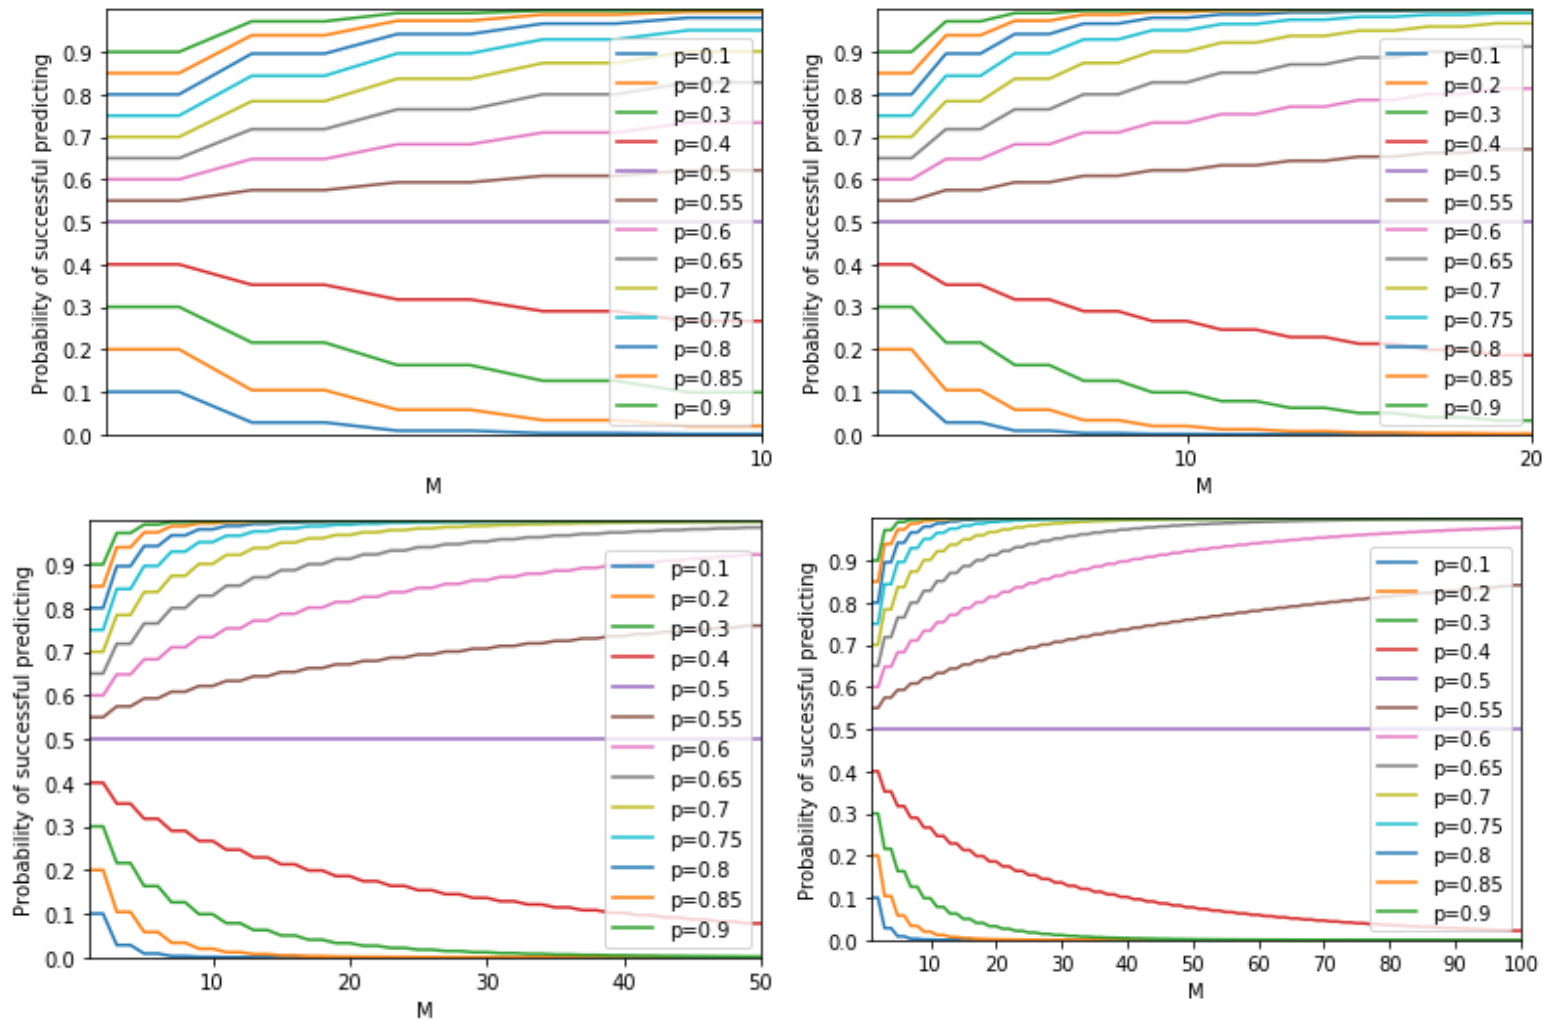 Probability of successful predicting
0.9
0.8
0.7
0.6
0.5
0.4
0.3
0.2
0.1
0.0
p=0.1
p=0.2
p=0.3
p=0.4
p=0.5
p=0.55
p=0.6
p=0.65
p=0.7
p=0.75
p=0.8
p=0.85
p=0.9
10
M
Probability of successful predicting
0.9
0.8
0.7
0.6
0.5
0.4
0.3
0.2
0.1
0.0
p=0.1
p=0.2
p=0.3
p=0.4
p=0.5
p=0.55
p=0.6
p=0.65
p=0.7
p=0.75
p=0.8
p=0.85
p=0.9
10 20
M
Probability of successful predicting
0.9
0.8
0.7
0.6
0.5
0.4
0.3
0.2
0.1
0.0
p=0.1
p=0.2
p=0.3
p=0.4
p=0.5
p=0.55
p=0.6
p=0.65
p=0.7
p=0.75
p=0.8
p=0.85
p=0.9
10 20 30 40 50
M
Probability of successful predicting
0.9
0.8
0.7
0.6
0.5
0.4
0.3
0.2
0.1
0.0
p=0.1
p=0.2
p=0.3
p=0.4
p=0.5
p=0.55
p=0.6
p=0.65
p=0.7
p=0.75
p=0.8
p=0.85
p=0.9
10 20 30 40 50 60 70 80 90 100
M